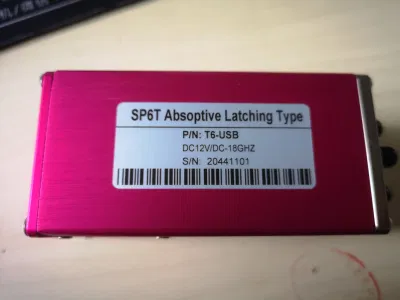 SP6T Absoptive Latching Type
P/N: T6-USB
DC12V/DC-18GHZ
S/N: 20441101